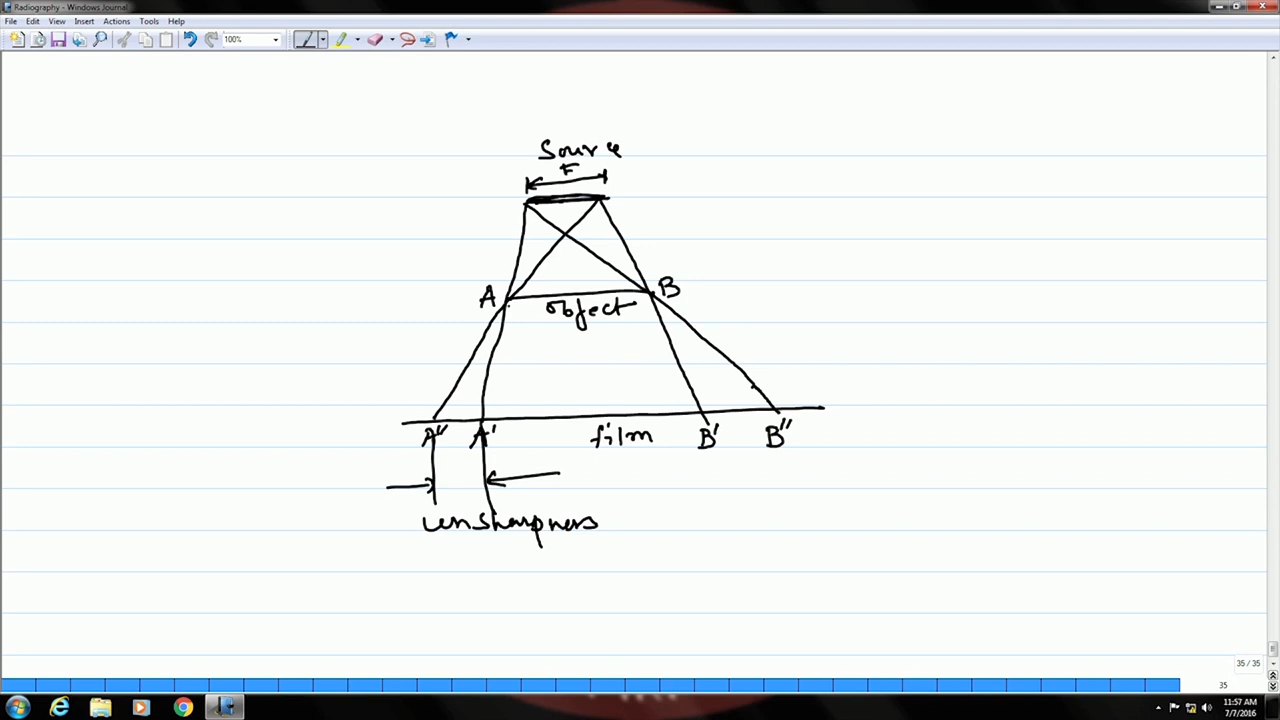 Radiography - Windows Journal
File Edit View Insert Actions Tools Help
100%
Source
F
A
B
object
A" A' film B' B"
unsharpness
35 / 35
35
11:57 AM
7/7/2016